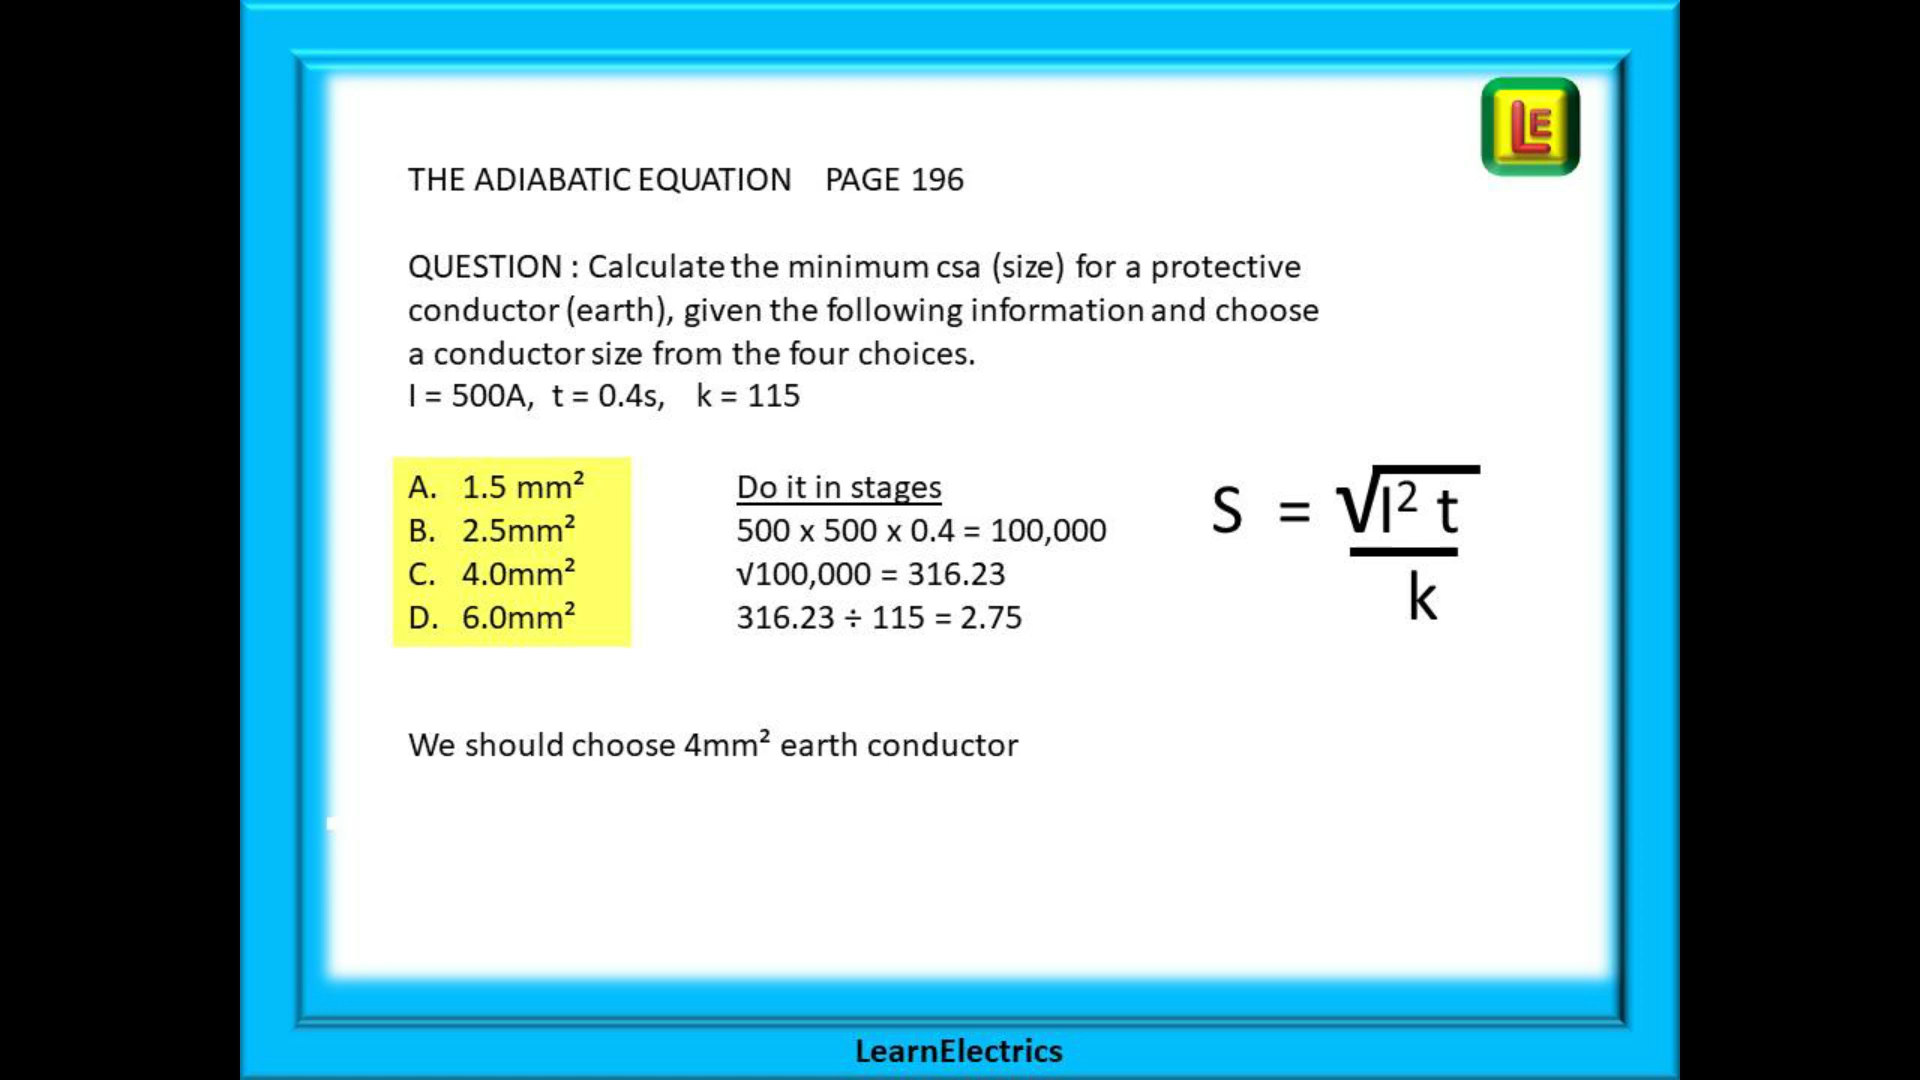 LE
THE ADIABATIC EQUATION PAGE 196
QUESTION : Calculate the minimum csa (size) for a protective
conductor (earth), given the following information and choose
a conductor size from the four choices.
I = 500A, t = 0.4s, k = 115
A. 1.5 mm²
B. 2.5mm²
C. 4.0mm²
D. 6.0mm²
Do it in stages
500 x 500 x 0.4 = 100,000
√100,000 = 316.23
316.23 ÷ 115 = 2.75
S = √I² t
k
We should choose 4mm² earth conductor
LearnElectrics